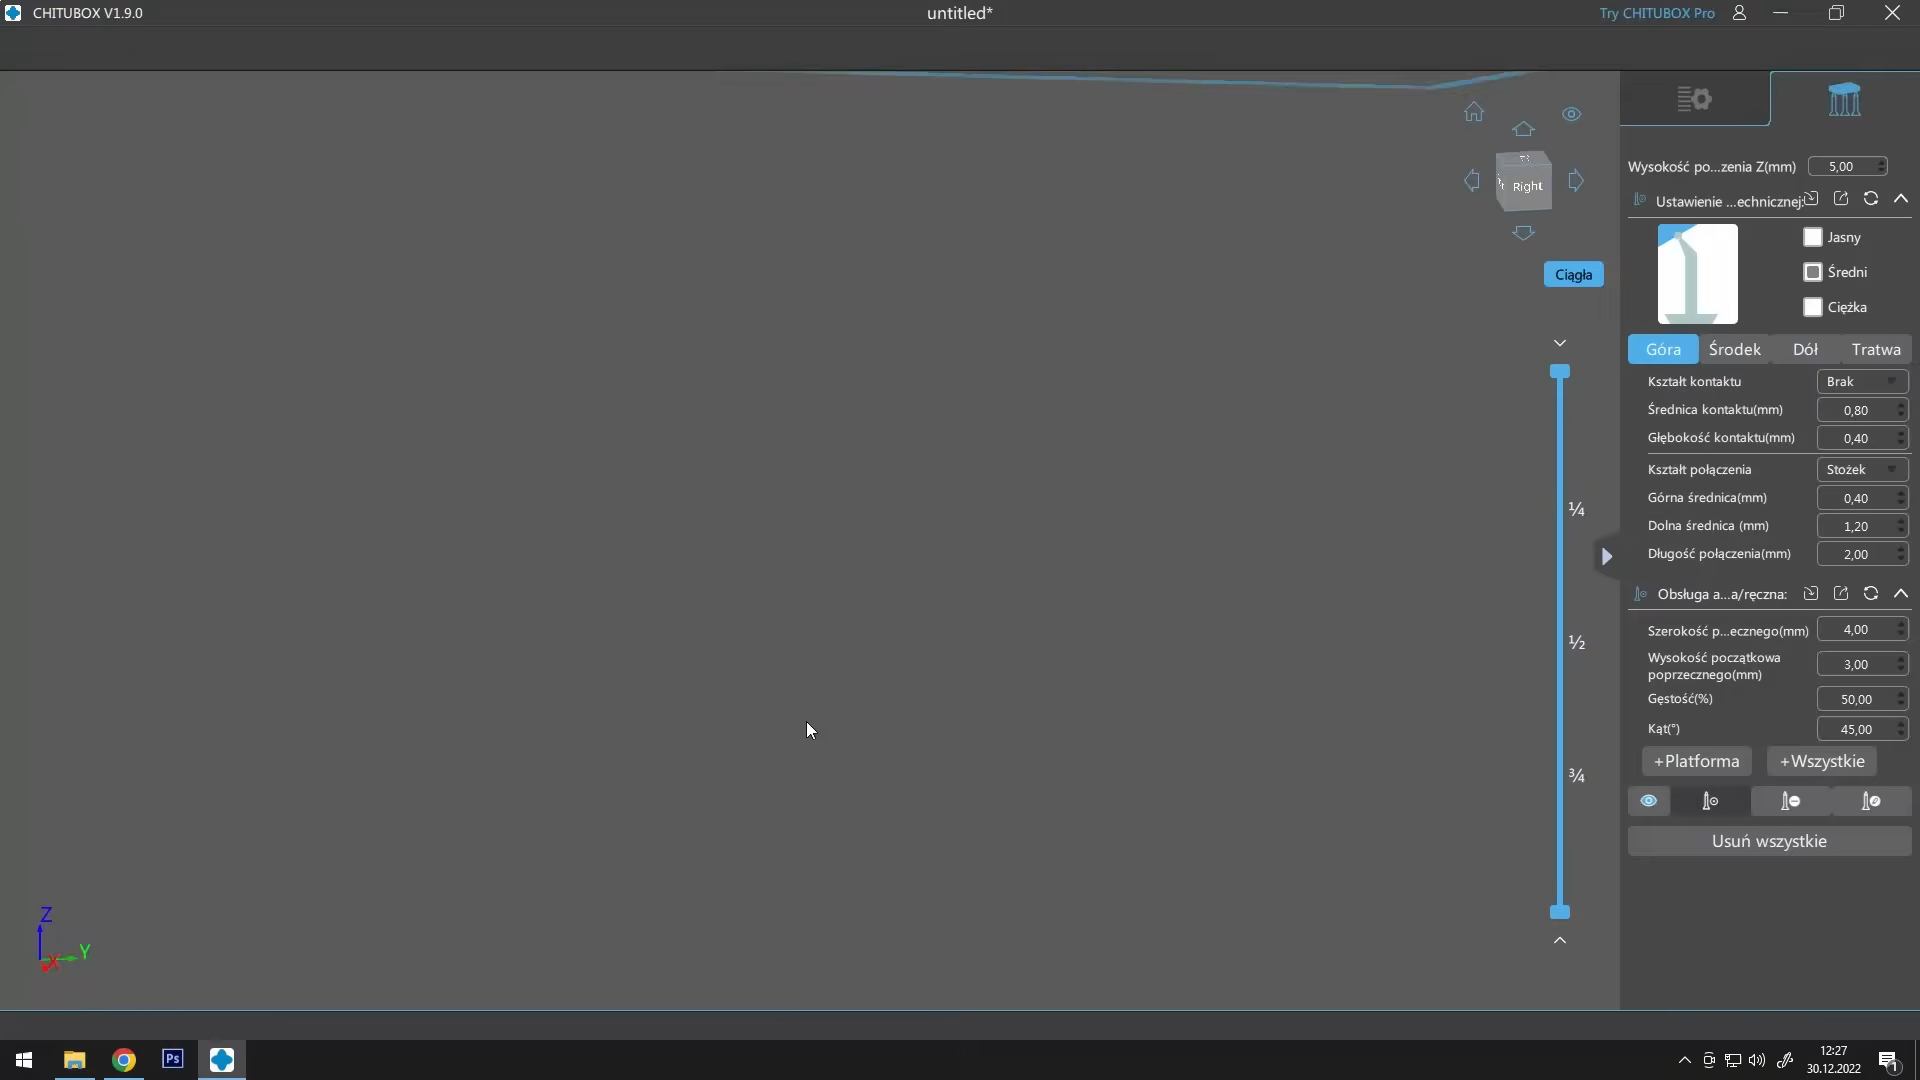 CHITUBOX V1.9.0
untitled*
Try CHITUBOX Pro
Right
Ciągła
¼
½
¾
Z
Y
X
Wysokość po...zenia Z(mm) 5,00
Ustawienie ...echnicznej:
Jasny
Średni
Ciężka
Góra Środek Dół Tratwa
Kształt kontaktu Brak
Średnica kontaktu(mm) 0,80
Głębokość kontaktu(mm) 0,40
Kształt połączenia Stożek
Górna średnica(mm) 0,40
Dolna średnica (mm) 1,20
Długość połączenia(mm) 2,00
Obsługa a...a/ręczna:
Szerokość p...ecznego(mm) 4,00
Wysokość początkowa
poprzecznego(mm) 3,00
Gęstość(%) 50,00
Kąt(°) 45,00
+Platforma +Wszystkie
Usuń wszystkie
Ps
12:27
30.12.2022
1